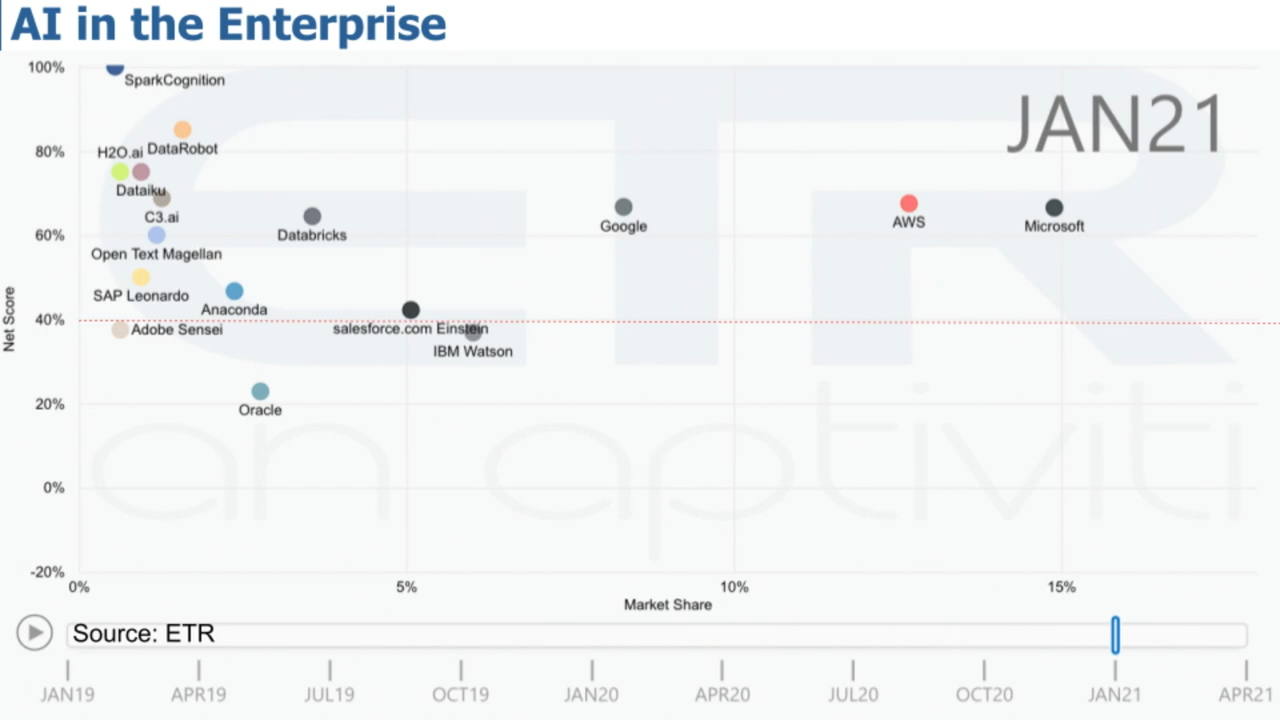 AI in the Enterprise
JAN21
100%
80%
60%
40%
20%
0%
-20%
Net Score
SparkCognition
DataRobot
H2O.ai
Dataiku
C3.ai
Open Text Magellan
SAP Leonardo
Adobe Sensei
Anaconda
Databricks
salesforce.com Einstein
IBM Watson
Oracle
Google
AWS
Microsoft
ETR
an aptiviti
0%
5%
10%
15%
Market Share
Source: ETR
JAN19
APR19
JUL19
OCT19
JAN20
APR20
JUL20
OCT20
JAN21
APR21